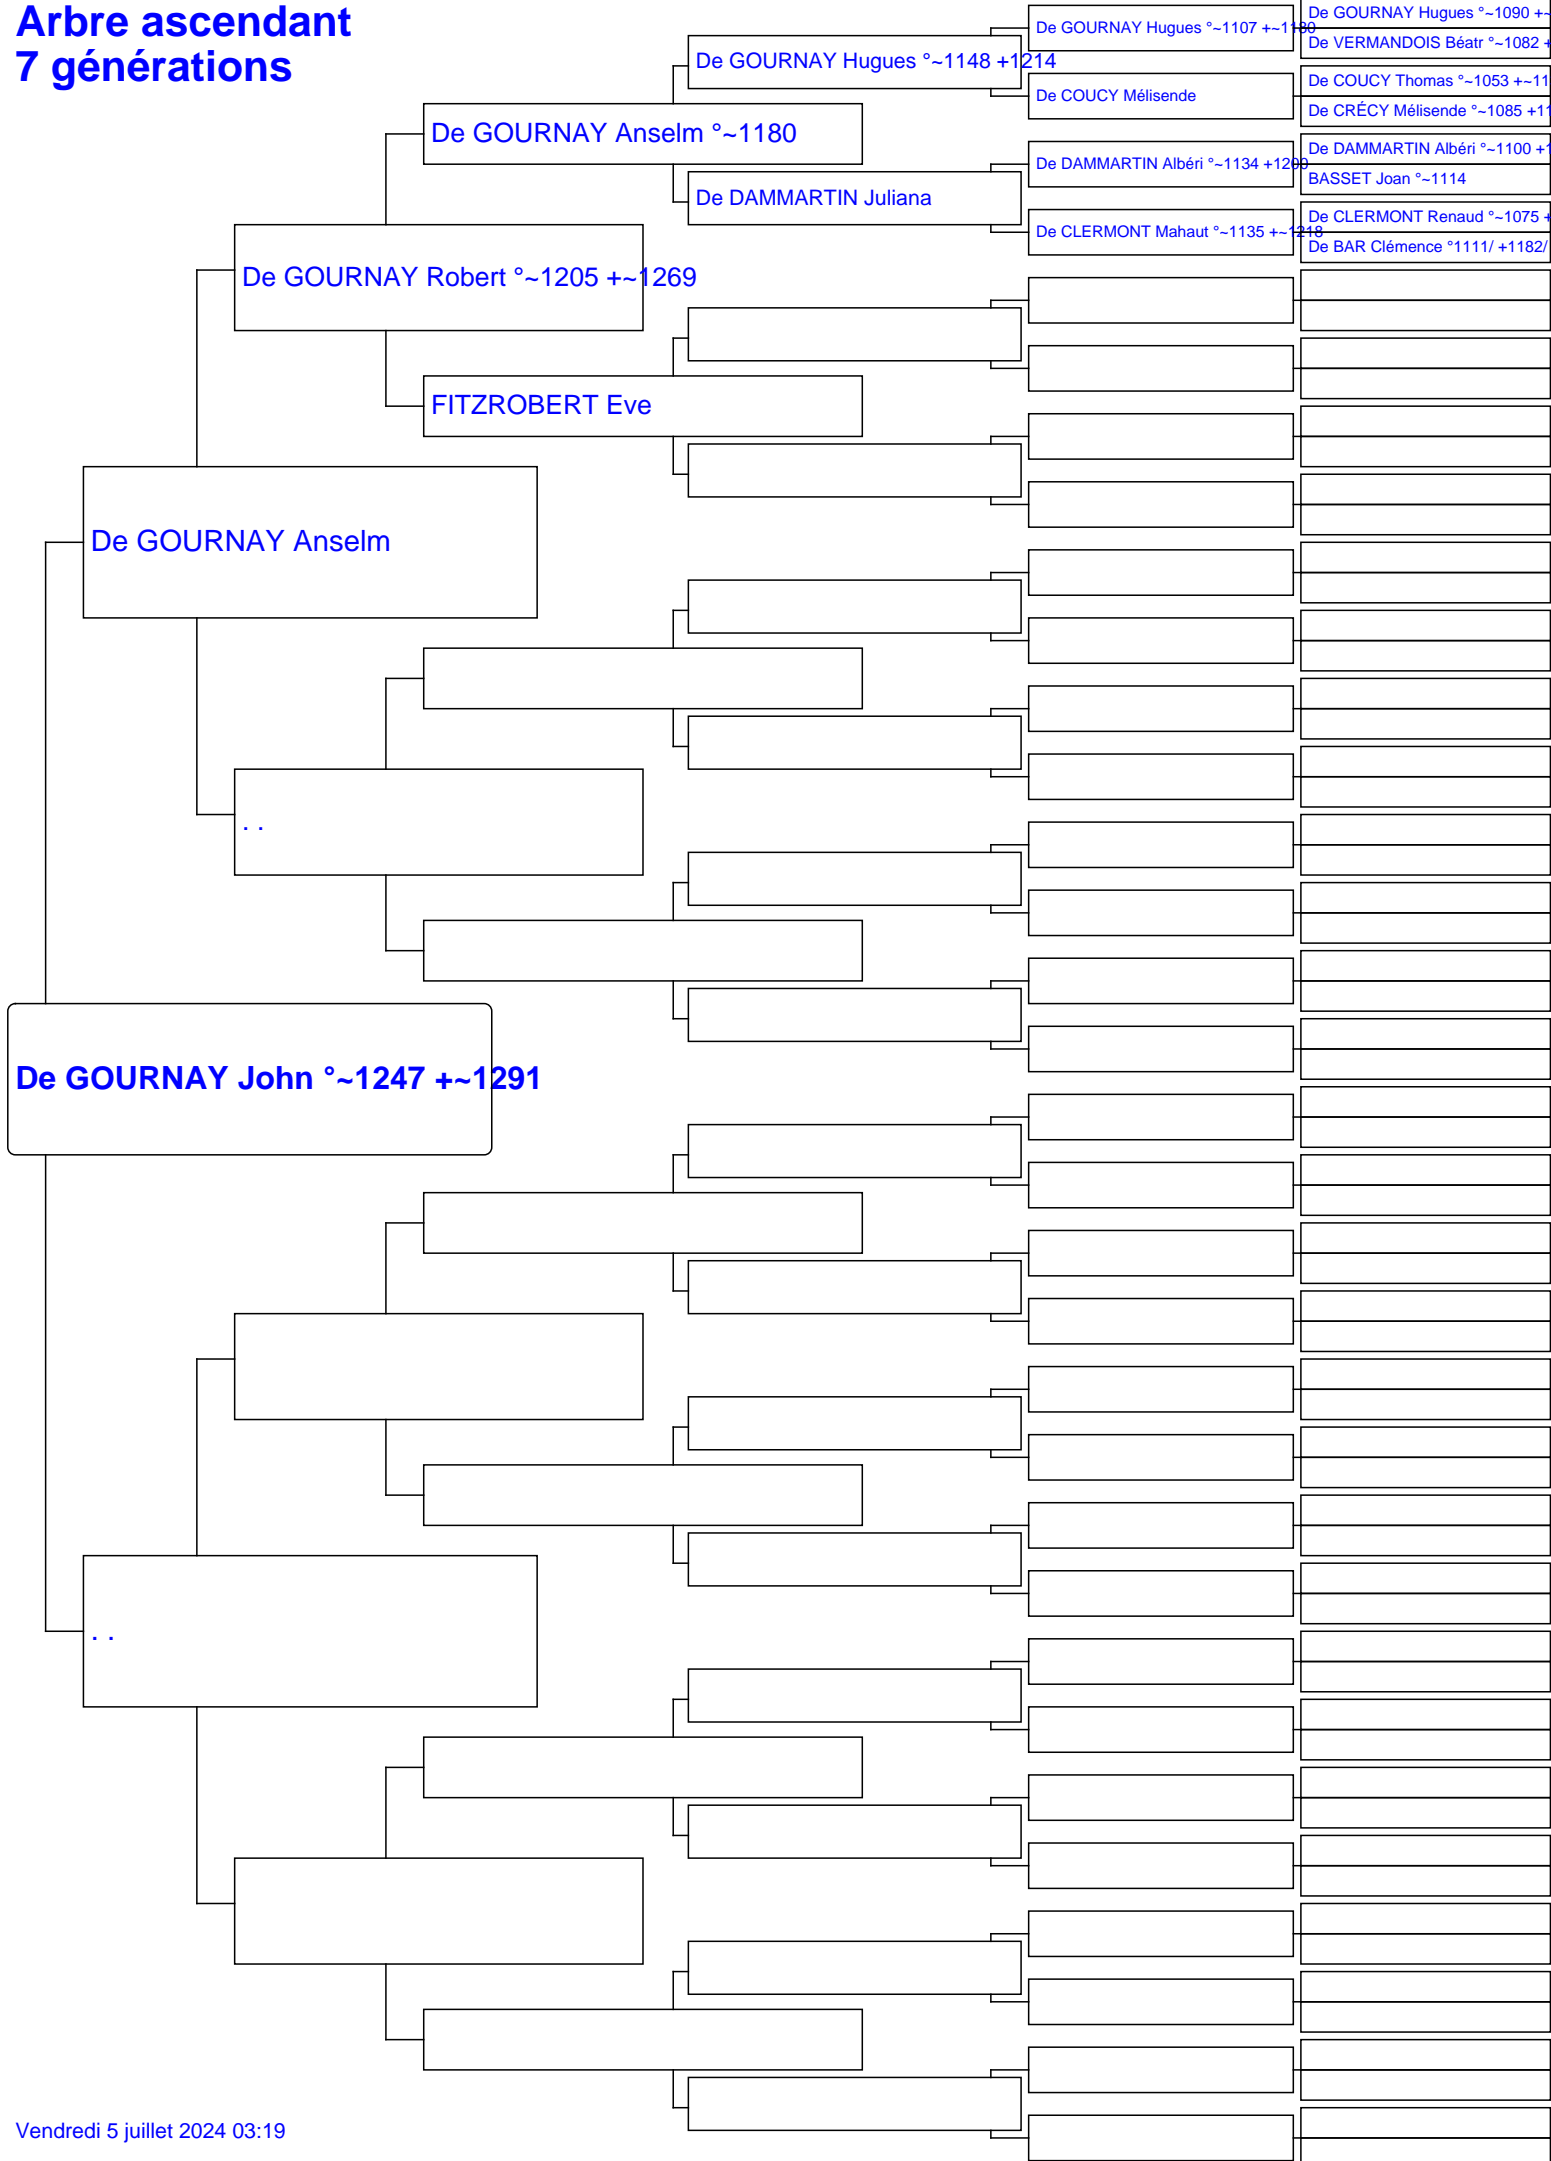 Arbre ascendant
7 générations
De GOURNAY Hugues °~1107 +~1180
De GOURNAY Hugues °~1090 +~
De VERMANDOIS Béatr °~1082 +
De GOURNAY Hugues °~1148 +1214
De COUCY Mélisende
De COUCY Thomas °~1053 +~11
De CRÉCY Mélisende °~1085 +11
De GOURNAY Anselm °~1180
De DAMMARTIN Albéri °~1134 +1200
De DAMMARTIN Albéri °~1100 +1
BASSET Joan °~1114
De DAMMARTIN Juliana
De CLERMONT Mahaut °~1135 +~1218
De CLERMONT Renaud °~1075 +
De BAR Clémence °1111/ +1182/
De GOURNAY Robert °~1205 +~1269
FITZROBERT Eve
De GOURNAY Anselm
. .
De GOURNAY John °~1247 +~1291
. .
Vendredi 5 juillet 2024 03:19